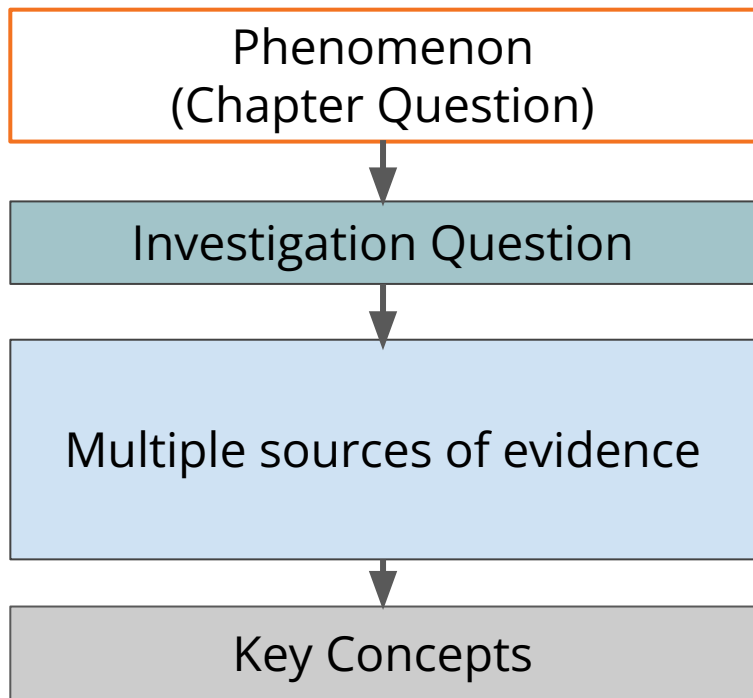 Phenomenon
(Chapter Question)
Investigation Question
Multiple sources of evidence
Key Concepts